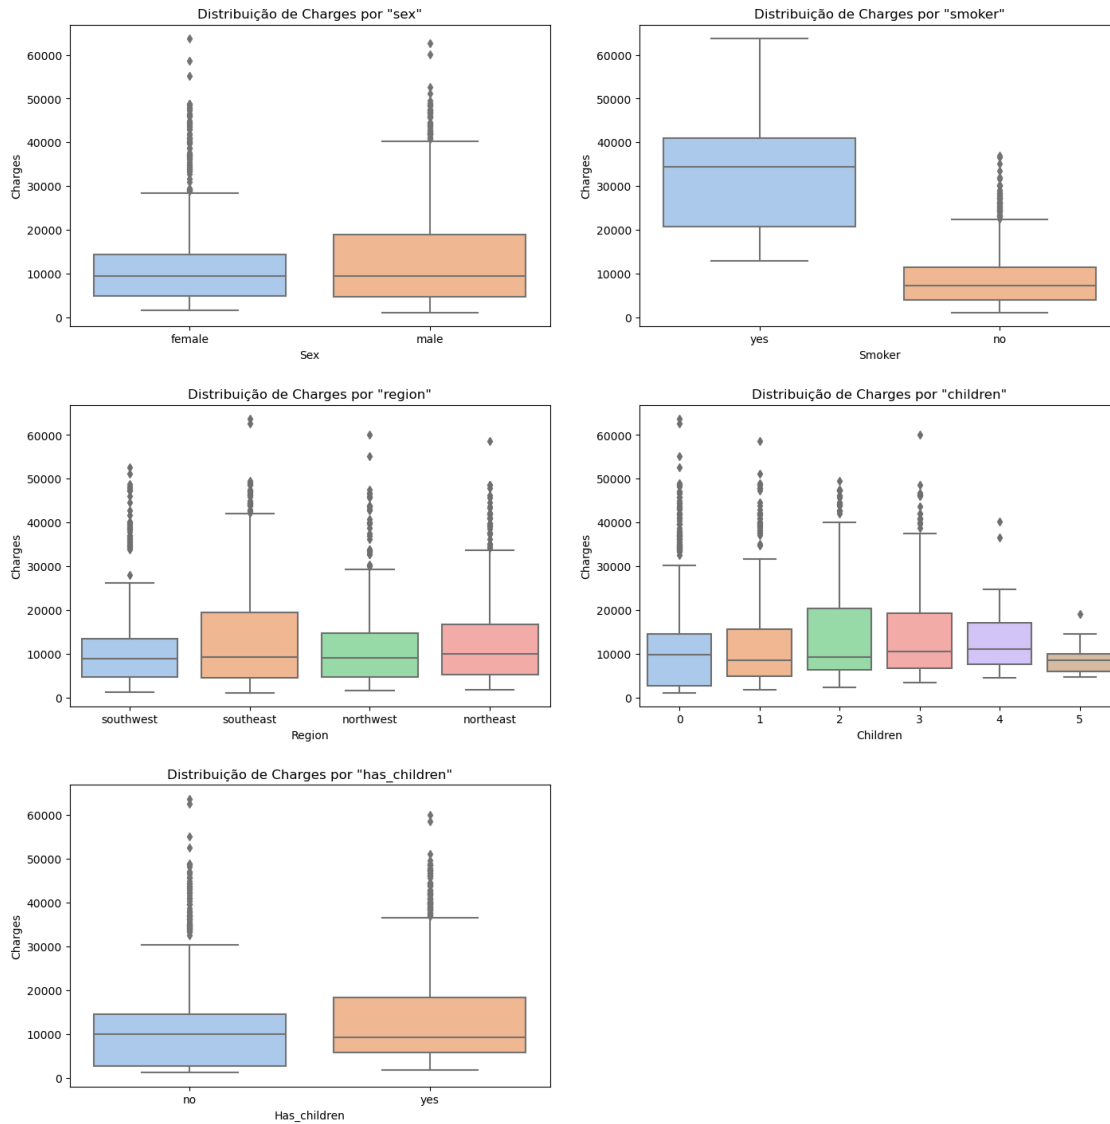 Distribuição de Charges por "sex"
60000
50000
40000
30000
20000
10000
0
Charges
female
male
Sex
Distribuição de Charges por "smoker"
60000
50000
40000
30000
20000
10000
0
Charges
yes
no
Smoker
Distribuição de Charges por "region"
60000
50000
40000
30000
20000
10000
0
Charges
southwest
southeast
northwest
northeast
Region
Distribuição de Charges por "children"
60000
50000
40000
30000
20000
10000
0
Charges
0
1
2
3
4
5
Children
Distribuição de Charges por "has_children"
60000
50000
40000
30000
20000
10000
0
Charges
no
yes
Has_children